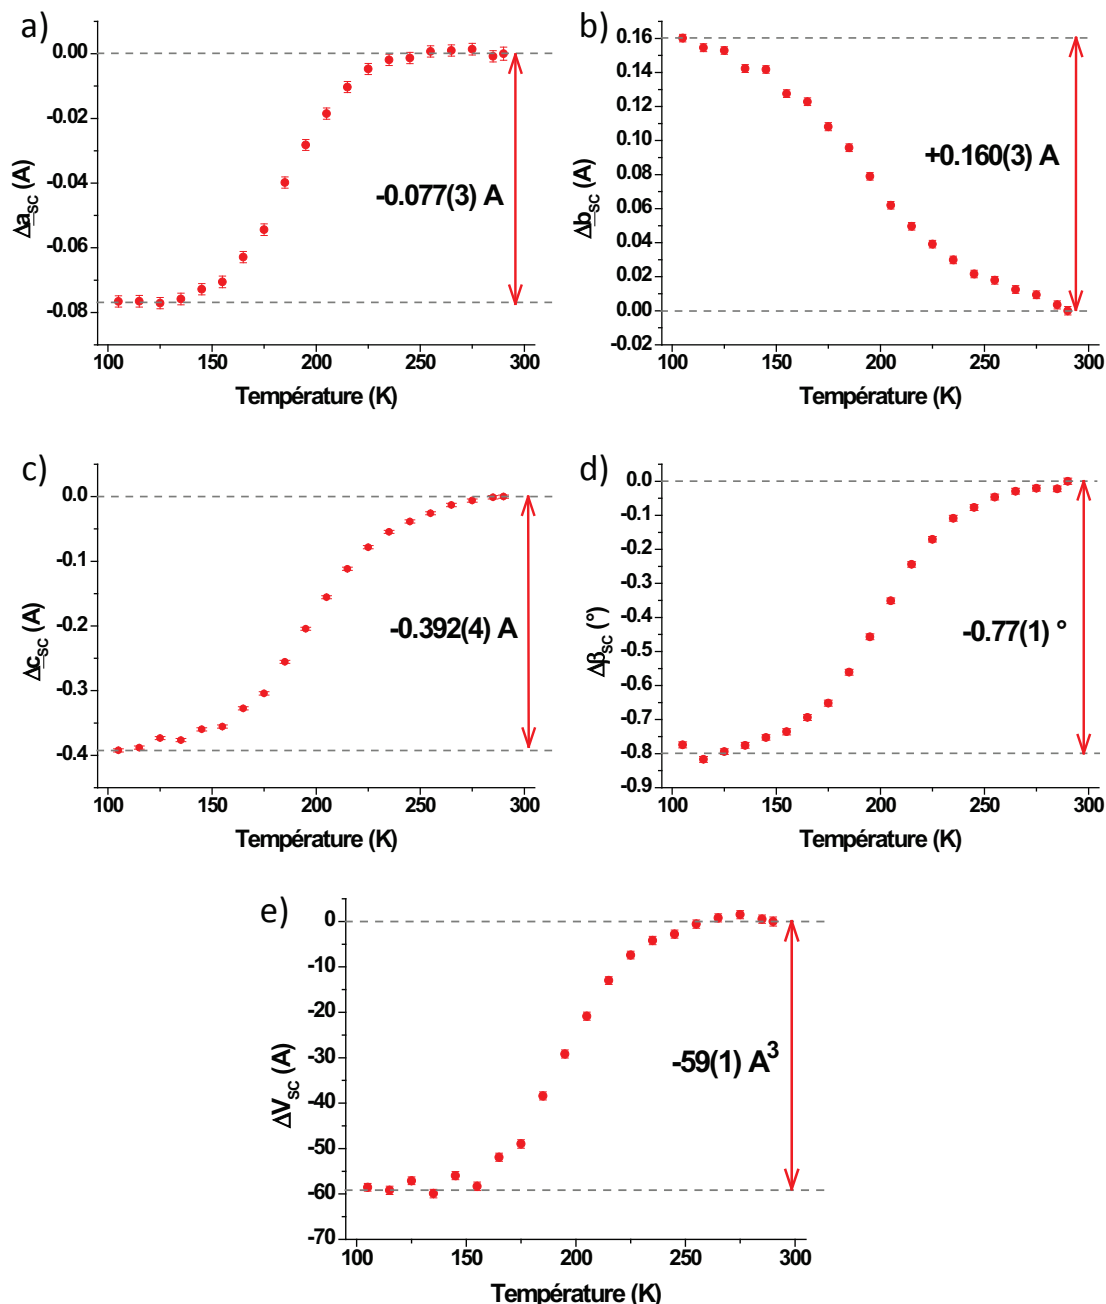 a)
0.00
-0.02
-0.04
-0.06
-0.08
Δa_SC (A)
-0.077(3) A
100 150 200 250 300
Température (K)
b)
0.16
0.14
0.12
0.10
0.08
0.06
0.04
0.02
0.00
-0.02
Δb_SC (A)
+0.160(3) A
100 150 200 250 300
Température (K)
c)
0.0
-0.1
-0.2
-0.3
-0.4
Δc_SC (A)
-0.392(4) A
100 150 200 250 300
Température (K)
d)
0.0
-0.1
-0.2
-0.3
-0.4
-0.5
-0.6
-0.7
-0.8
-0.9
Δβ_SC (°)
-0.77(1) °
100 150 200 250 300
Température (K)
e)
0
-10
-20
-30
-40
-50
-60
-70
ΔV_SC (A)
-59(1) A³
100 150 200 250 300
Température (K)